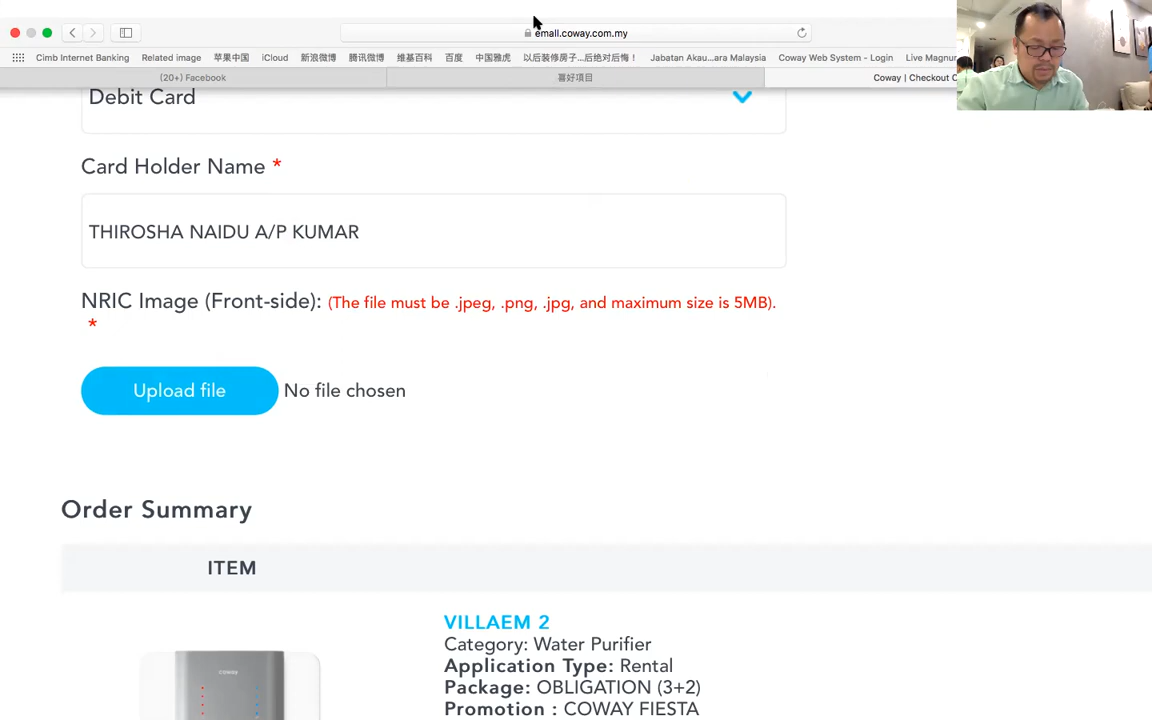 emall.coway.com.my
Cimb Internet Banking Related image 苹果中国 iCloud 新浪微博 腾讯微博 维基百科 百度 中国雅虎 以后装修房子...后绝对后悔！ Jabatan Akau...ara Malaysia Coway Web System - Login Live Magnu
(20+) Facebook 喜好項目 Coway | Checkout C
Debit Card
Card Holder Name *
THIROSHA NAIDU A/P KUMAR
NRIC Image (Front-side): (The file must be .jpeg, .png, .jpg, and maximum size is 5MB).
*
Upload file No file chosen
Order Summary
ITEM
VILLAEM 2
Category: Water Purifier
Application Type: Rental
Package: OBLIGATION (3+2)
Promotion : COWAY FIESTA
COWAY